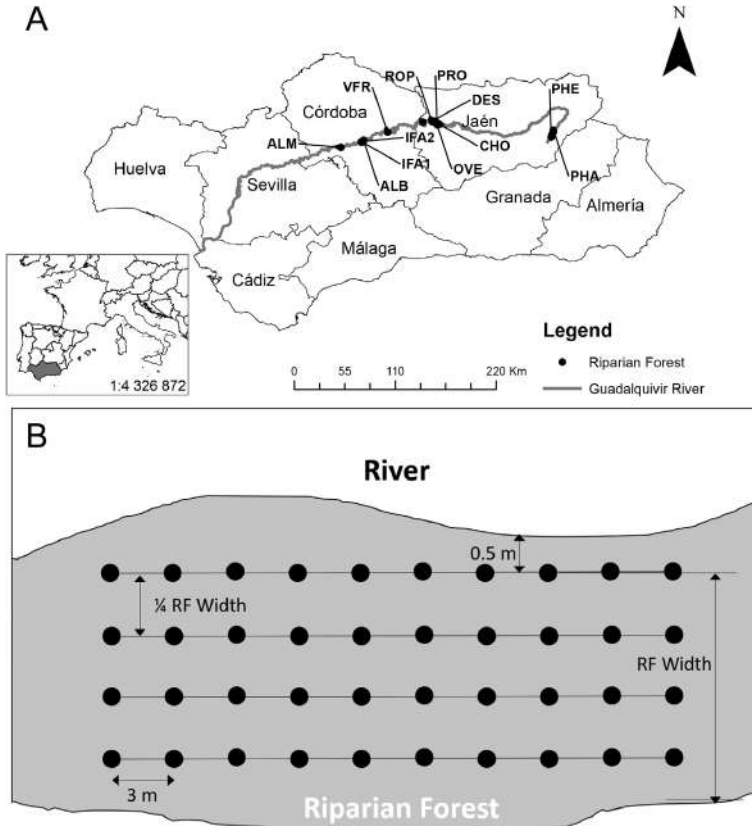 A
N
ROP PRO
VFR
DES
PHE
Córdoba
Jaén
ALM
IFA2
CHO
Huelva
IFA1
OVE
PHA
Sevilla
ALB
Granada
Almería
Málaga
Cádiz
Legend
Riparian Forest
1:4 326 872
0 55 110 220 Km
Guadalquivir River
B
River
0.5 m
¼ RF Width
RF Width
3 m
Riparian Forest